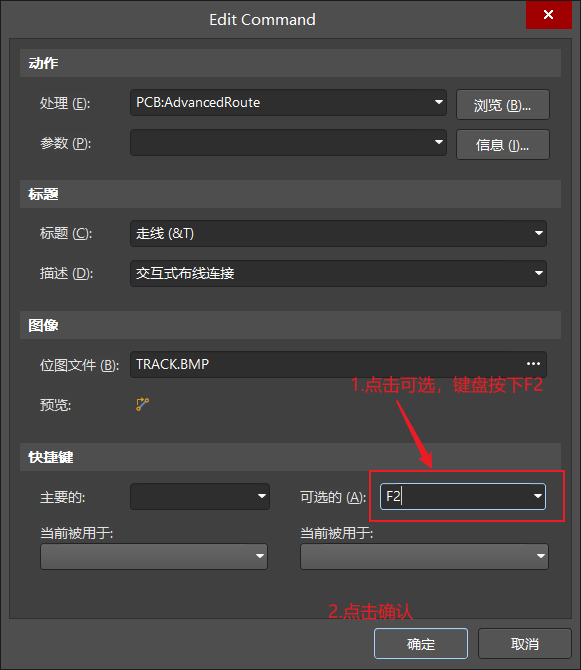 Edit Command
动作
处理 (E):
PCB:AdvancedRoute
浏览 (B)...
参数 (P):
信息 (I)...
标题
标题 (C):
走线 (&T)
描述 (D):
交互式布线连接
图像
位图文件 (B):
TRACK.BMP
...
1.点击可选，键盘按下F2
预览:
快捷键
主要的:
可选的 (A):
F2
当前被用于:
当前被用于:
2.点击确认
确定
取消